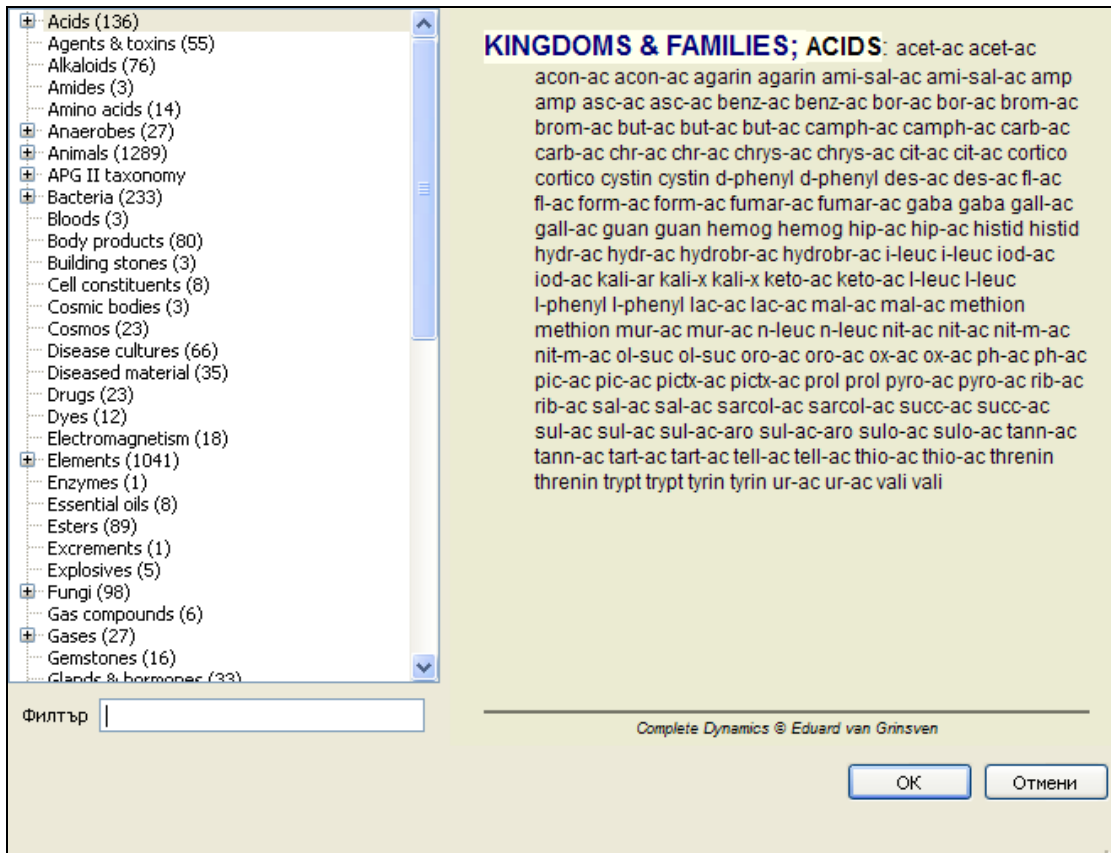 Acids (136)
Agents & toxins (55)
Alkaloids (76)
Amides (3)
Amino acids (14)
Anaerobes (27)
Animals (1289)
APG II taxonomy
Bacteria (233)
Bloods (3)
Body products (80)
Building stones (3)
Cell constituents (8)
Cosmic bodies (3)
Cosmos (23)
Disease cultures (66)
Diseased material (35)
Drugs (23)
Dyes (12)
Electromagnetism (18)
Elements (1041)
Enzymes (1)
Essential oils (8)
Esters (89)
Excrements (1)
Explosives (5)
Fungi (98)
Gas compounds (6)
Gases (27)
Gemstones (16)
Glands & hormones (33)
Филтър
KINGDOMS & FAMILIES; ACIDS: acet-ac acet-ac
acon-ac acon-ac agarin agarin ami-sal-ac ami-sal-ac amp
amp asc-ac asc-ac benz-ac benz-ac bor-ac bor-ac brom-ac
brom-ac but-ac but-ac but-ac camph-ac camph-ac carb-ac
carb-ac chr-ac chr-ac chrys-ac chrys-ac cit-ac cit-ac cortico
cortico cystin cystin d-phenyl d-phenyl des-ac des-ac fl-ac
fl-ac form-ac form-ac fumar-ac fumar-ac gaba gaba gall-ac
gall-ac guan guan hemog hemog hip-ac hip-ac histid histid
hydr-ac hydr-ac hydrobr-ac hydrobr-ac i-leuc i-leuc iod-ac
iod-ac kali-ar kali-x kali-x keto-ac keto-ac l-leuc l-leuc
l-phenyl l-phenyl lac-ac lac-ac mal-ac mal-ac methion
methion mur-ac mur-ac n-leuc n-leuc nit-ac nit-ac nit-m-ac
nit-m-ac ol-suc ol-suc oro-ac oro-ac ox-ac ox-ac ph-ac ph-ac
pic-ac pic-ac pictx-ac pictx-ac prol prol pyro-ac pyro-ac rib-ac
rib-ac sal-ac sal-ac sarcol-ac sarcol-ac succ-ac succ-ac
sul-ac sul-ac sul-ac-aro sul-ac-aro sulo-ac sulo-ac tann-ac
tann-ac tart-ac tart-ac tell-ac tell-ac thio-ac thio-ac threnin
threnin trypt trypt tyrin tyrin ur-ac ur-ac vali vali
Complete Dynamics © Eduard van Grinsven
OK
Отмени